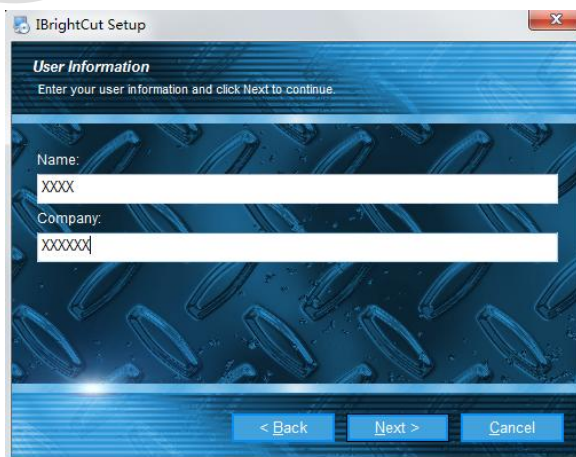 IBrightCut Setup
User Information
Enter your user information and click Next to continue.
Name:
XXXX
Company:
XXXXXX
< Back Next > Cancel